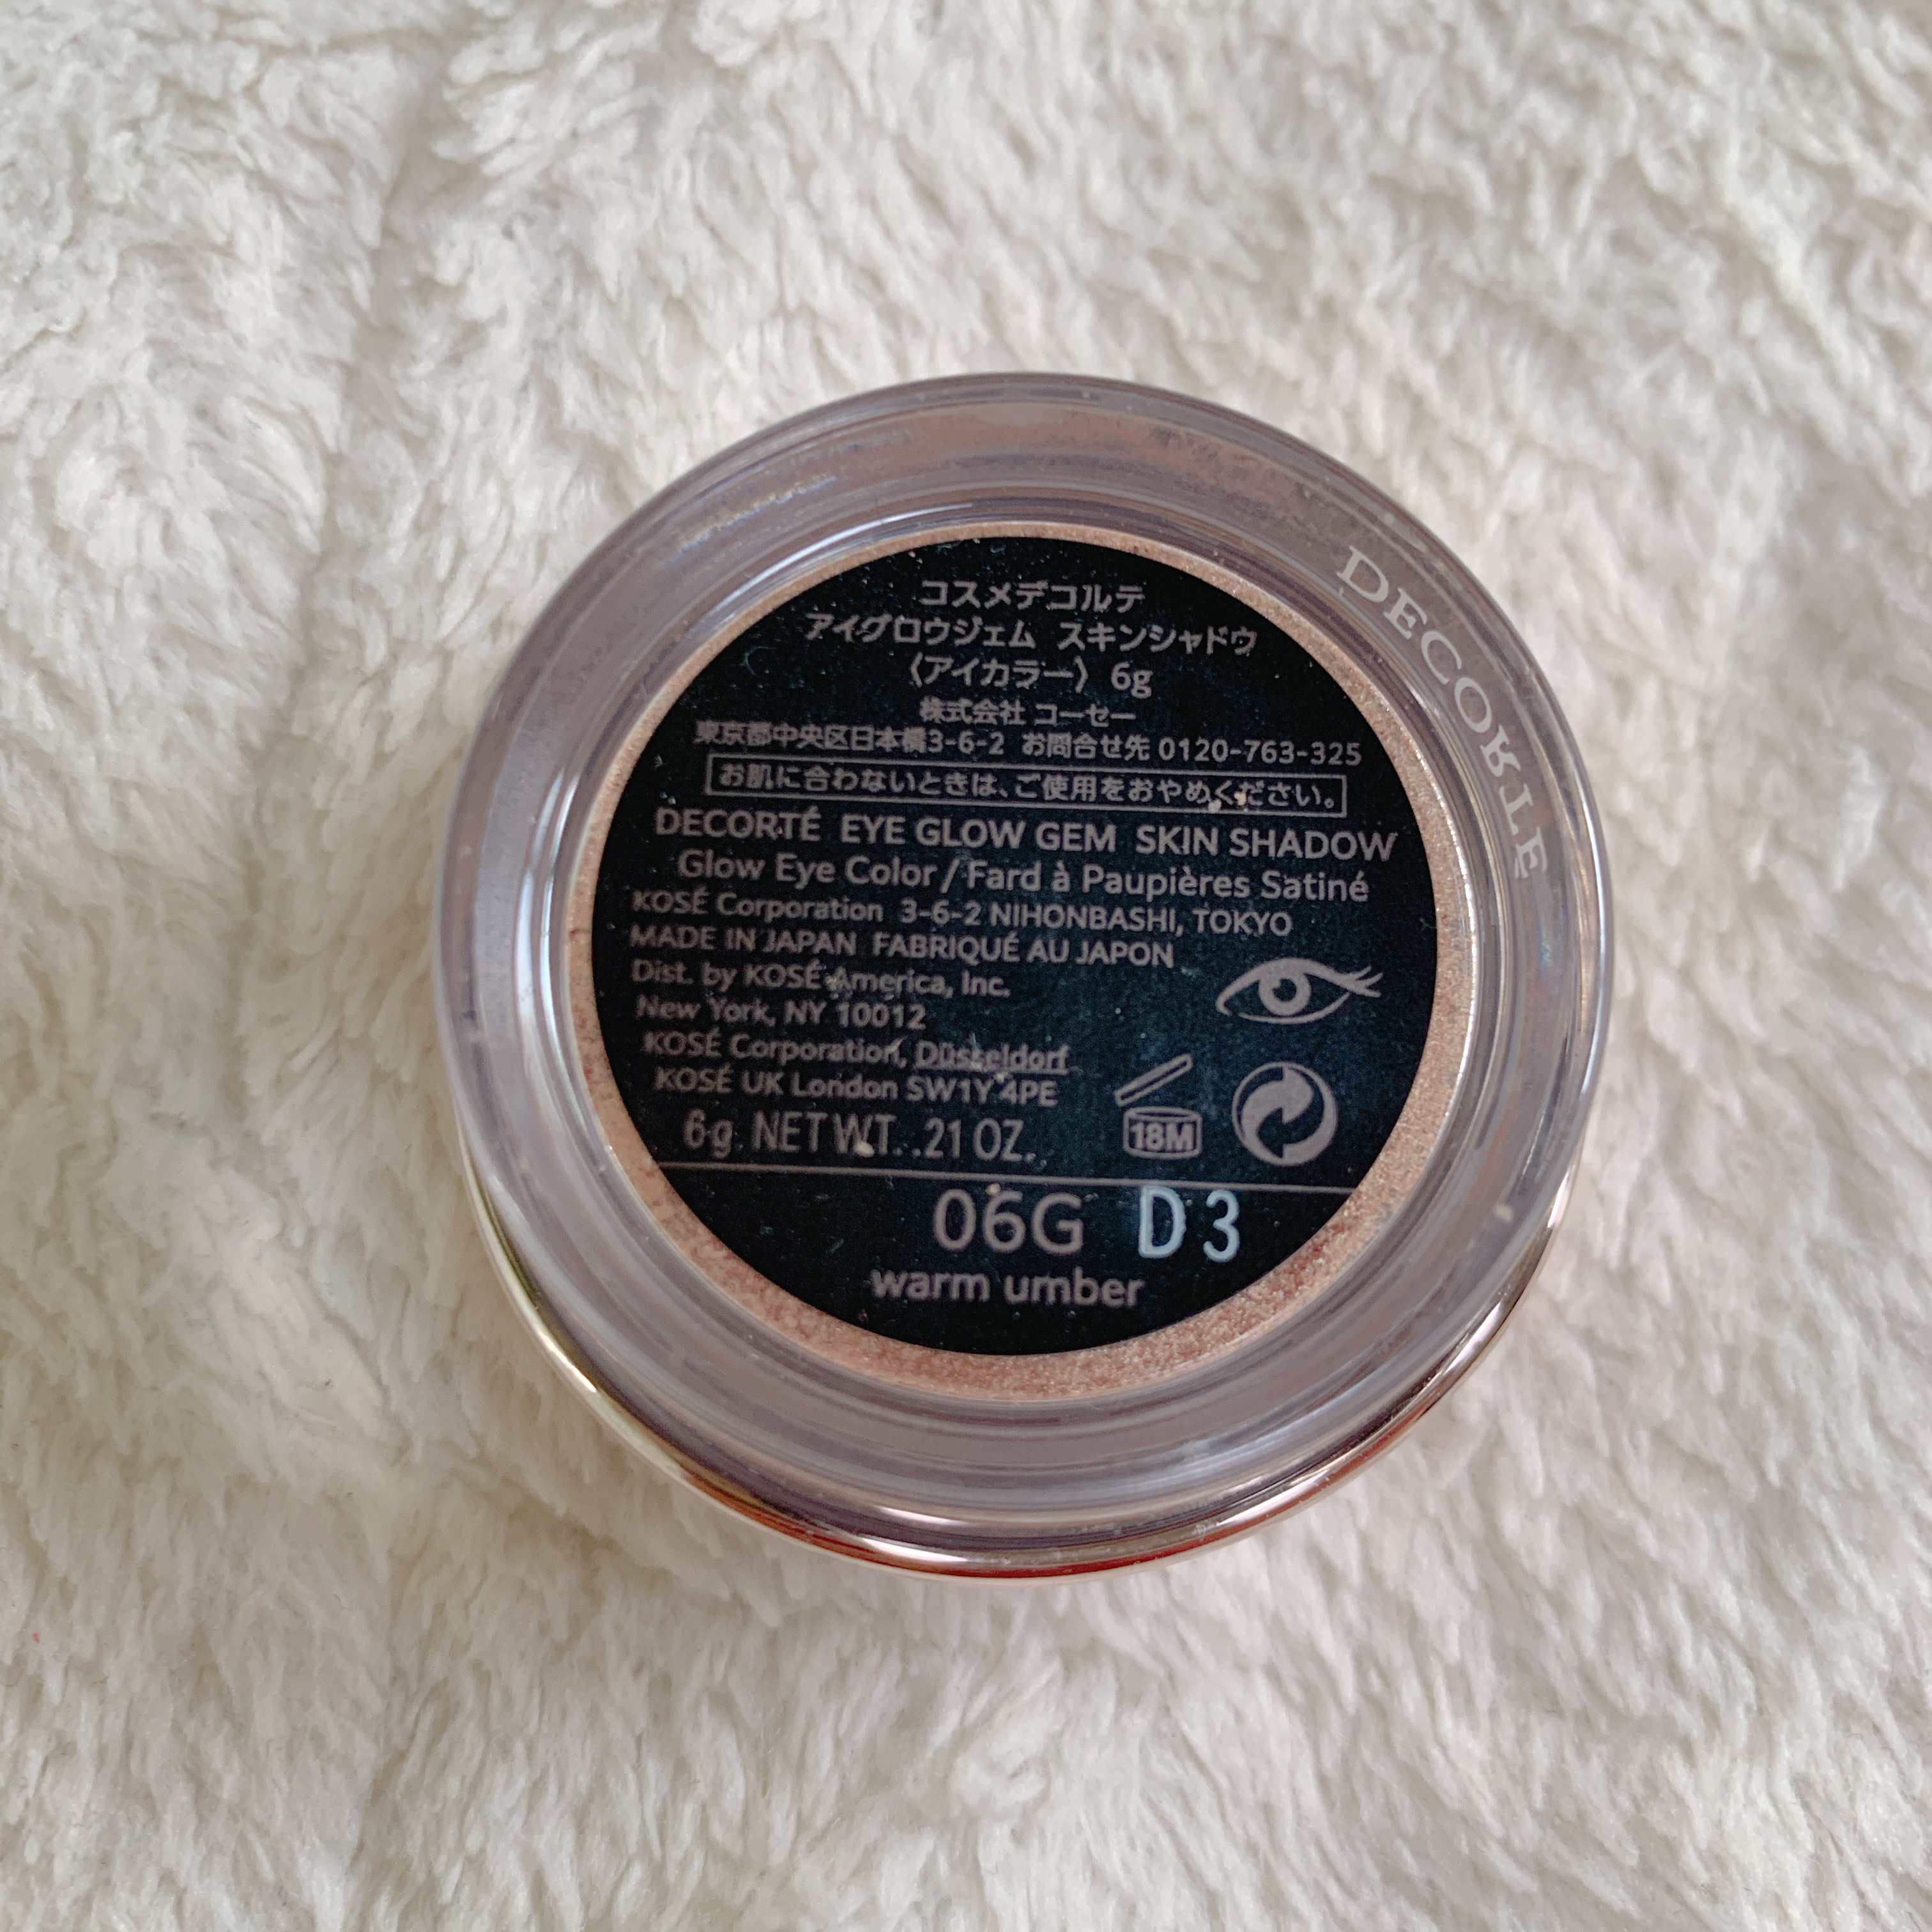 コスメデコルテ
アイグロウジェム スキンシャドウ
〈アイカラー〉 6g
株式会社 コーセー
東京都中央区日本橋3-6-2 お問合せ先 0120-763-325
お肌に合わないときは、ご使用をおやめください。
DECORTÉ EYE GLOW GEM SKIN SHADOW
Glow Eye Color/Fard à Paupières Satiné
KOSÉ Corporation 3-6-2 NIHONBASHI, TOKYO
MADE IN JAPAN FABRIQUÉ AU JAPON
Dist. by KOSÉ America, Inc.
New York, NY 10012
KOSÉ Corporation, Düsseldorf
KOSÉ UK London SW1Y 4PE
6g NET WT. .21 OZ.
18M
06G D3
warm umber
DECORTÉ